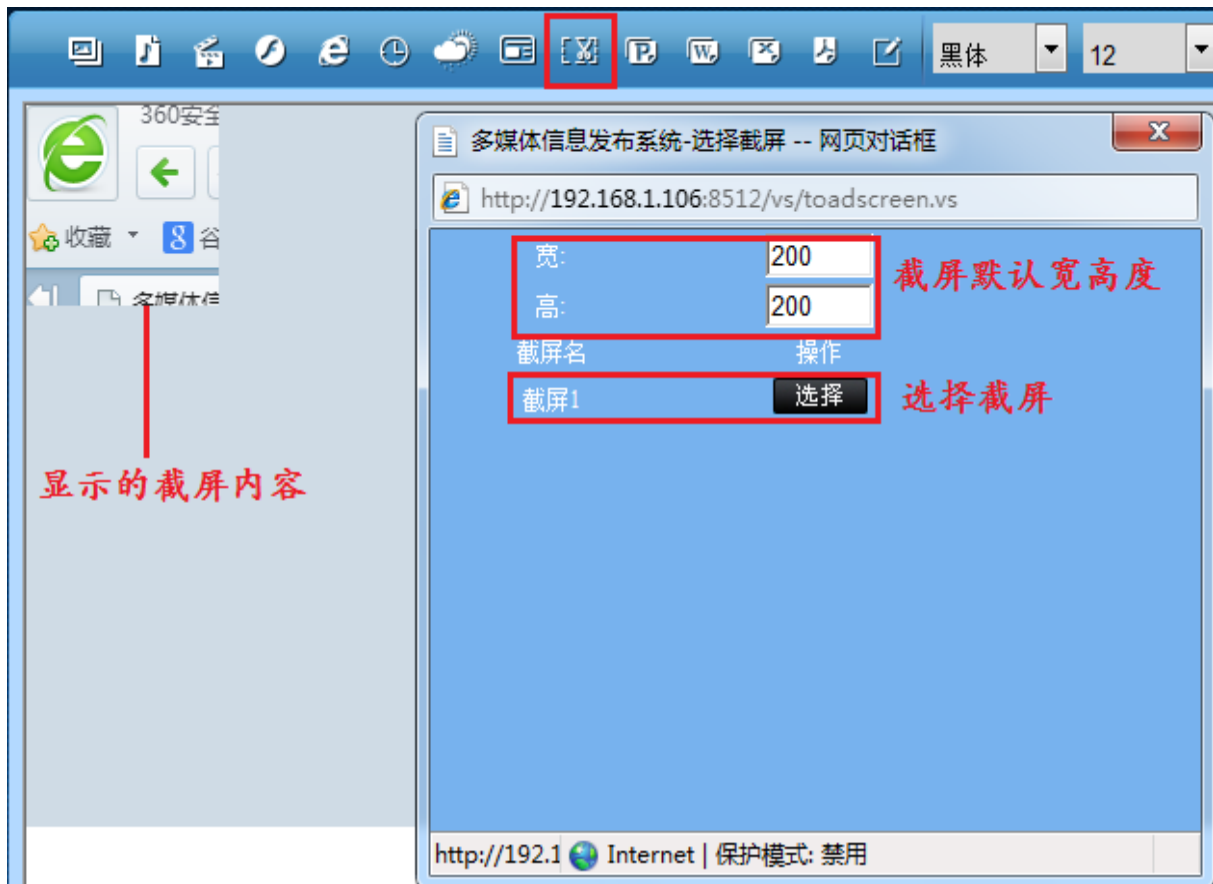 黑体
12
360安全
收藏
谷
多媒体信
显示的截屏内容
多媒体信息发布系统-选择截屏 -- 网页对话框
http://192.168.1.106:8512/vs/toadscreen.vs
宽: 200
高: 200
截屏默认宽高度
截屏名 操作
截屏1 选择
选择截屏
http://192.1 Internet | 保护模式: 禁用